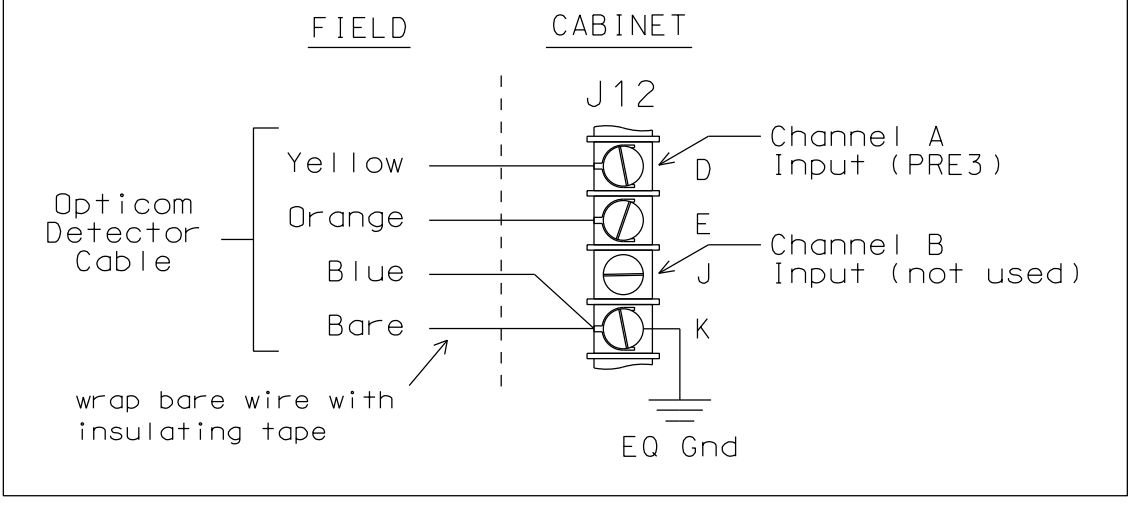 FIELD
CABINET
J12
Opticom
Detector
Cable
Yellow
Orange
Blue
Bare
D
E
J
K
Channel A
Input (PRE3)
Channel B
Input (not used)
wrap bare wire with
insulating tape
EQ Gnd